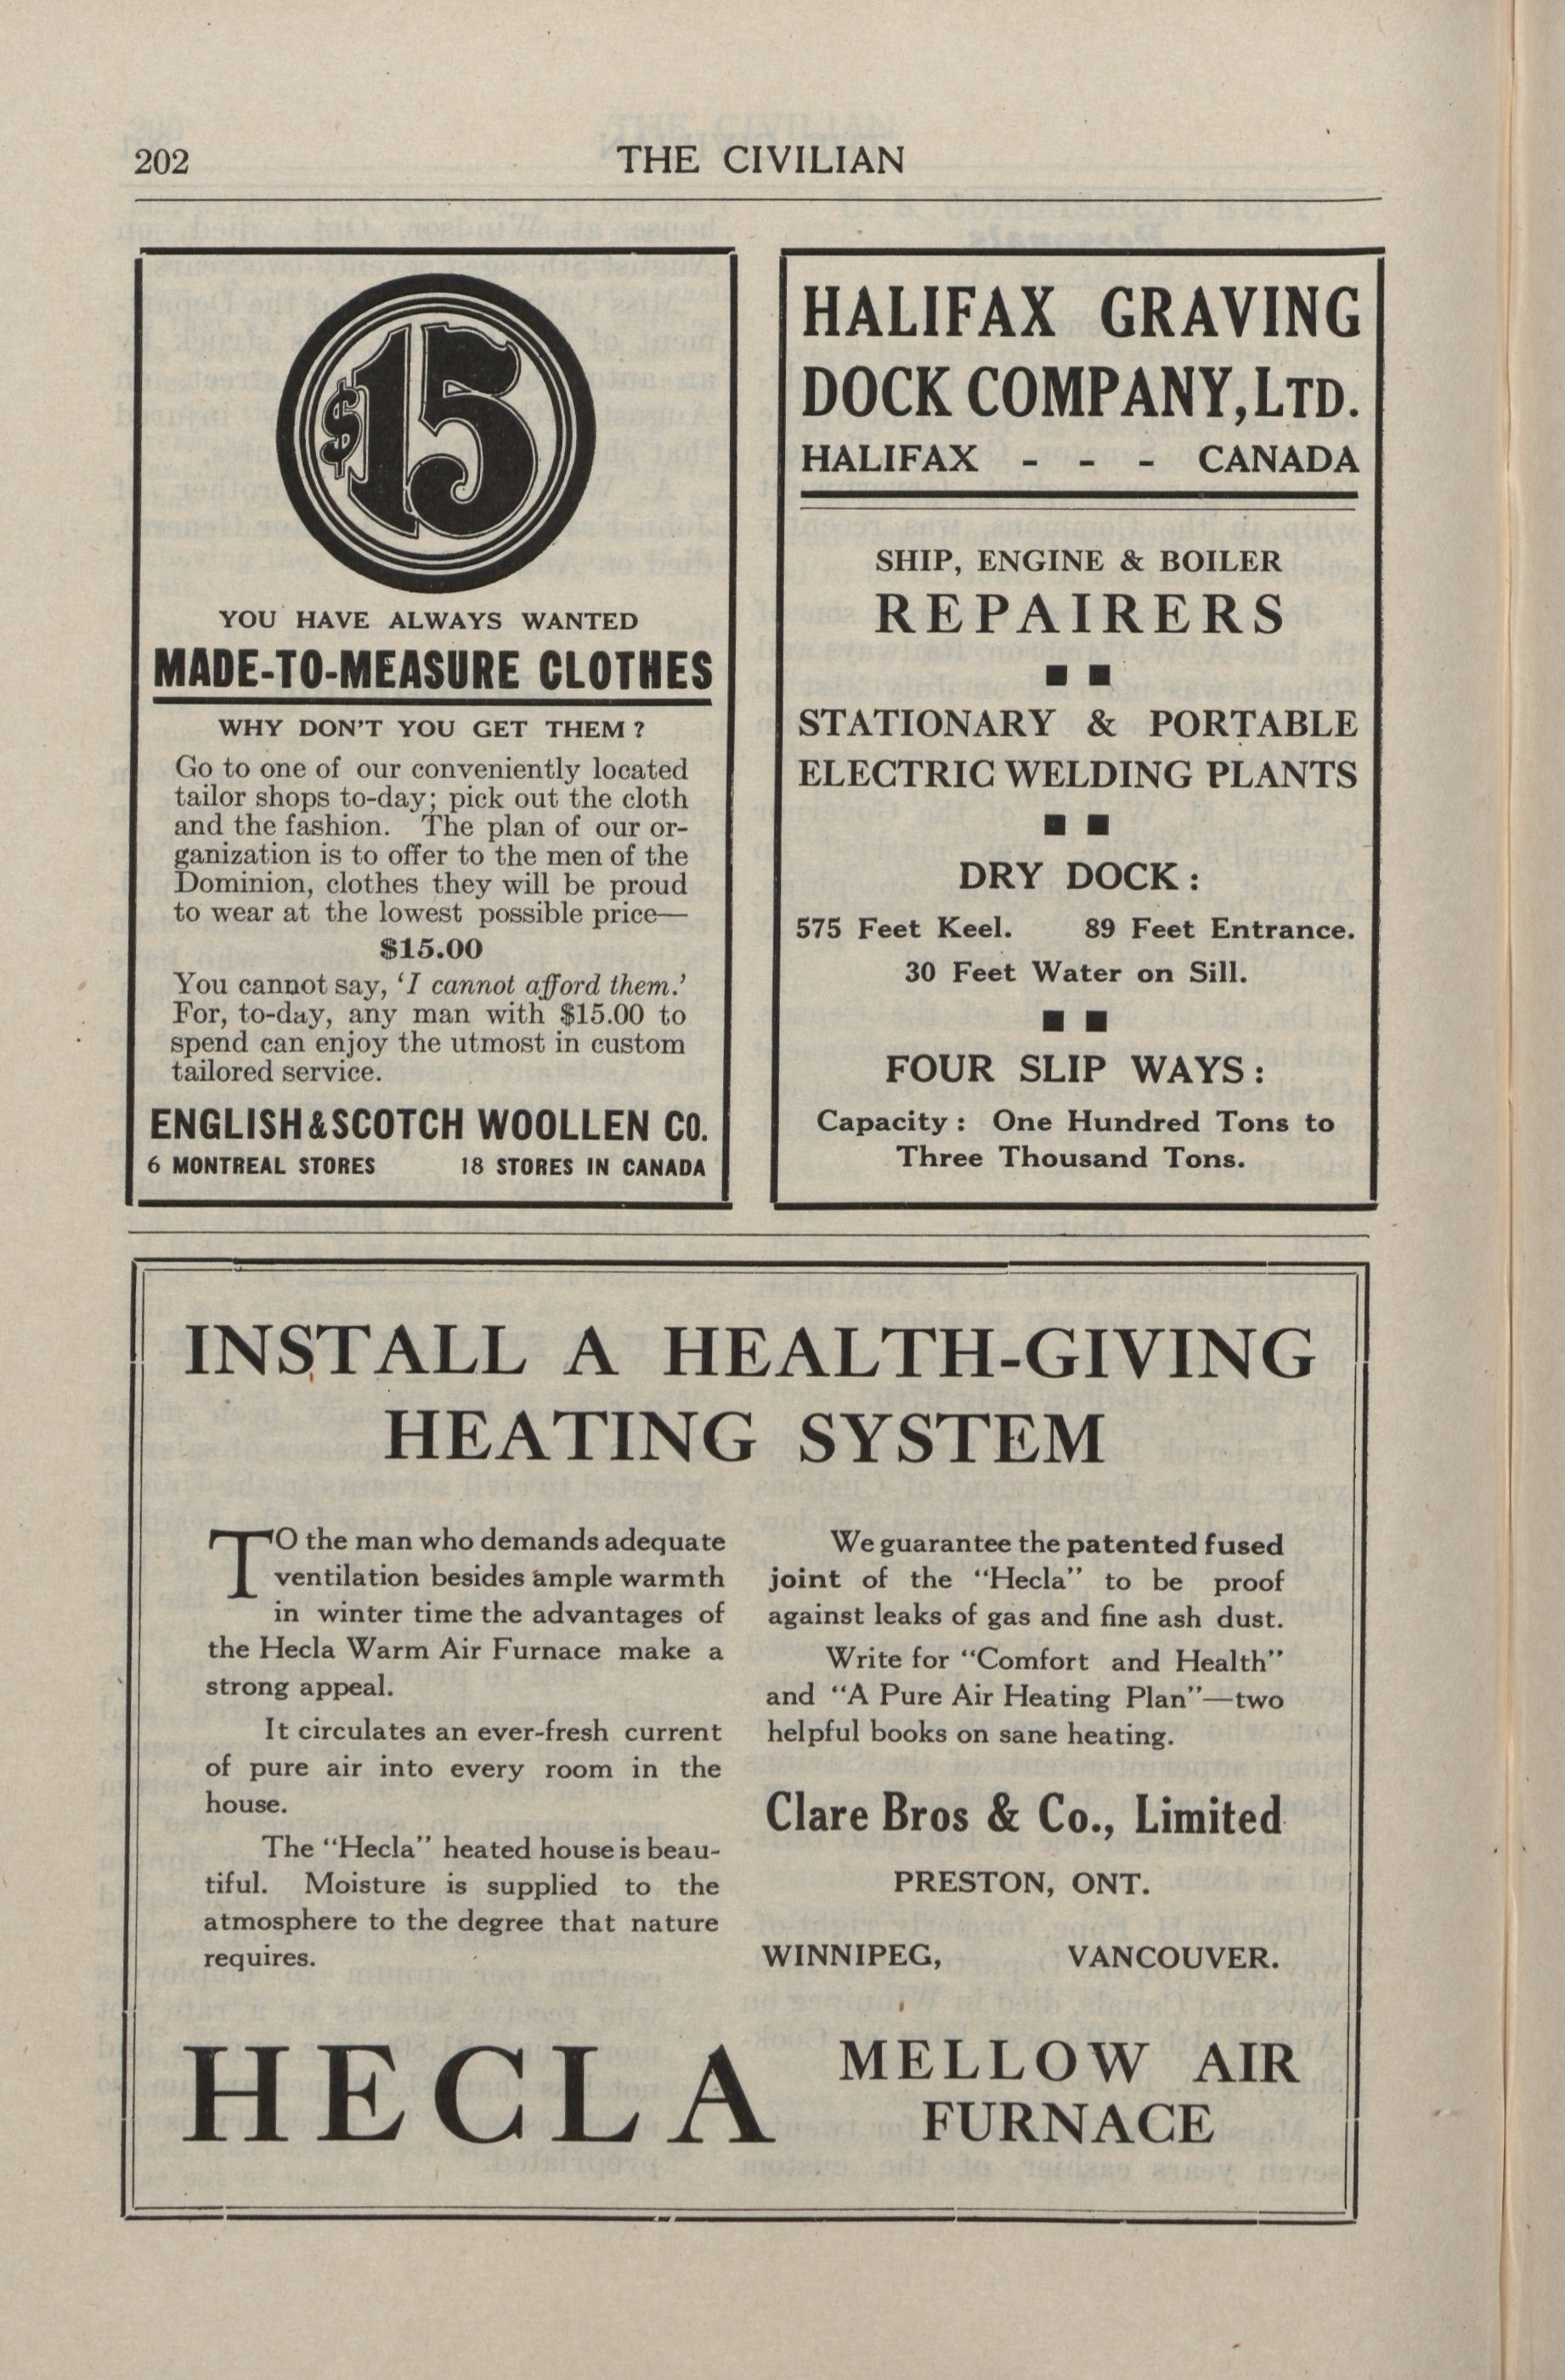 202
THE CIVILIAN
$15
YOU HAVE ALWAYS WANTED
MADE-TO-MEASURE CLOTHES
WHY DON'T YOU GET THEM?
Go to one of our conveniently located
tailor shops to-day; pick out the cloth
and the fashion. The plan of our or-
ganization is to offer to the men of the
Dominion, clothes they will be proud
to wear at the lowest possible price—
$15.00
You cannot say, 'I cannot afford them.'
For, to-day, any man with $15.00 to
spend can enjoy the utmost in custom
tailored service.
ENGLISH & SCOTCH WOOLLEN CO.
6 MONTREAL STORES 18 STORES IN CANADA
HALIFAX GRAVING
DOCK COMPANY, LTD.
HALIFAX - - - CANADA
SHIP, ENGINE & BOILER
REPAIRERS
STATIONARY & PORTABLE
ELECTRIC WELDING PLANTS
DRY DOCK:
575 Feet Keel. 89 Feet Entrance.
30 Feet Water on Sill.
FOUR SLIP WAYS:
Capacity: One Hundred Tons to
Three Thousand Tons.
INSTALL A HEALTH-GIVING
HEATING SYSTEM
TO the man who demands adequate
ventilation besides ample warmth
in winter time the advantages of
the Hecla Warm Air Furnace make a
strong appeal.
It circulates an ever-fresh current
of pure air into every room in the
house.
The "Hecla" heated house is beau-
tiful. Moisture is supplied to the
atmosphere to the degree that nature
requires.
We guarantee the patented fused
joint of the "Hecla" to be proof
against leaks of gas and fine ash dust.
Write for "Comfort and Health"
and "A Pure Air Heating Plan"—two
helpful books on sane heating.
Clare Bros & Co., Limited
PRESTON, ONT.
WINNIPEG, VANCOUVER.
HECLA MELLOW AIR
FURNACE